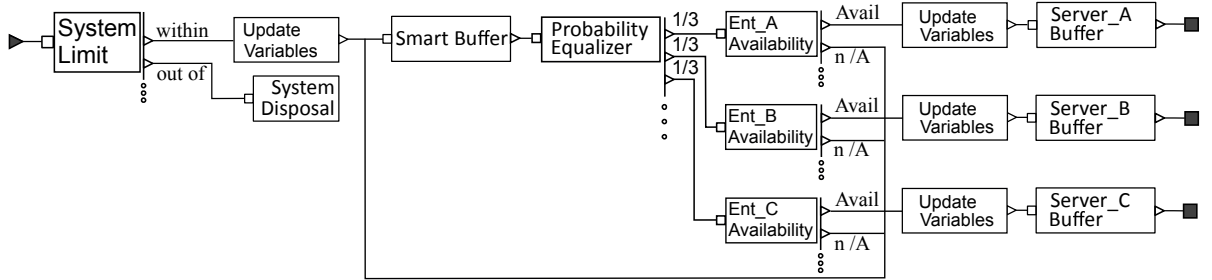 System
Limit
within
out of
Update
Variables
System
Disposal
Smart Buffer
Probability
Equalizer
1/3
1/3
1/3
Ent_A
Availability
Avail
n /A
Update
Variables
Server_A
Buffer
Ent_B
Availability
Avail
n /A
Update
Variables
Server_B
Buffer
Ent_C
Availability
Avail
n /A
Update
Variables
Server_C
Buffer